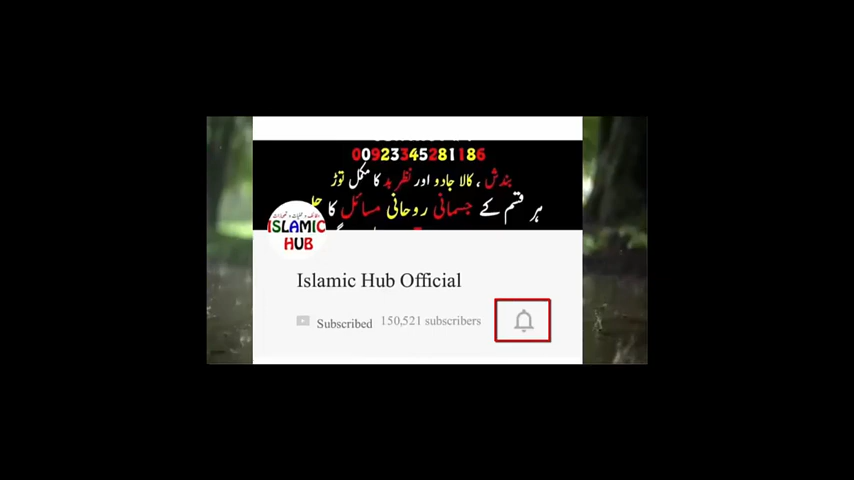 00923345281186
بندش ، کالا جادو اور نظر بد کا مکمل توڑ
ہر قسم کے جسمانی روحانی مسائل کا حل
ISLAMIC
HUB
Islamic Hub Official
Subscribed 150,521 subscribers